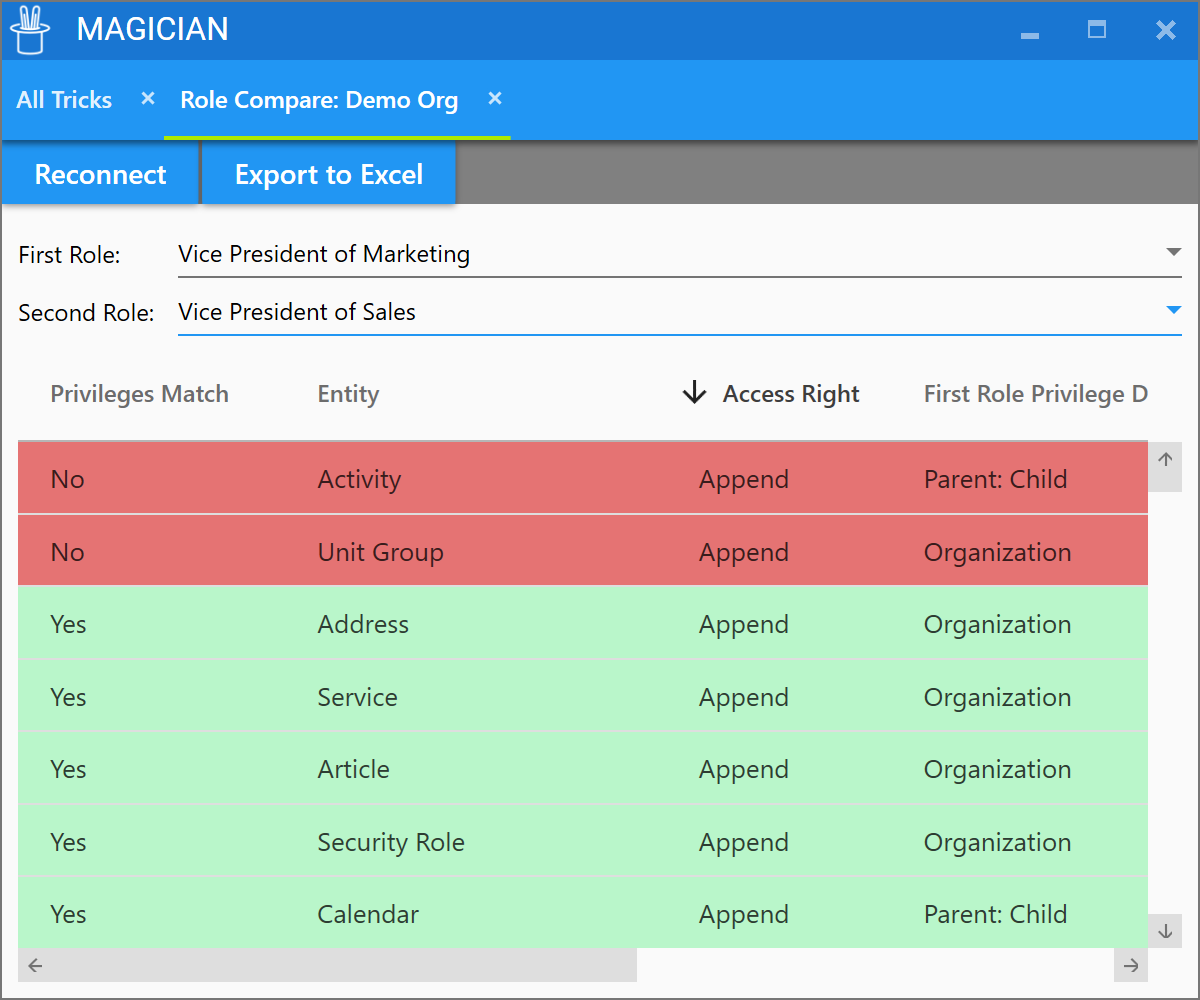 MAGICIAN
All Tricks × Role Compare: Demo Org ×
Reconnect Export to Excel
First Role: Vice President of Marketing
Second Role: Vice President of Sales
Privileges Match Entity Access Right First Role Privilege D
No Activity Append Parent: Child
No Unit Group Append Organization
Yes Address Append Organization
Yes Service Append Organization
Yes Article Append Organization
Yes Security Role Append Organization
Yes Calendar Append Parent: Child